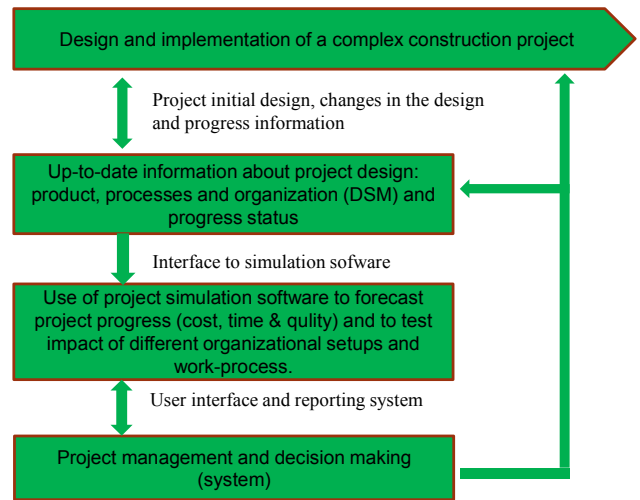 Design and implementation of a complex construction project
Project initial design, changes in the design
and progress information
Up-to-date information about project design:
product, processes and organization (DSM) and
progress status
Interface to simulation sofware
Use of project simulation software to forecast
project progress (cost, time & qulity) and to test
impact of different organizational setups and
work-process.
User interface and reporting system
Project management and decision making
(system)